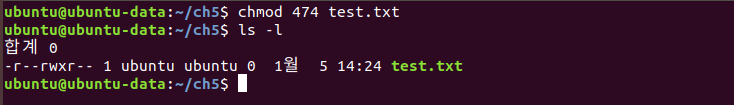 ubuntu@ubuntu-data:~/ch5$ chmod 474 test.txt
ubuntu@ubuntu-data:~/ch5$ ls -l
합계 0
-r--rwxr-- 1 ubuntu ubuntu 0  1월  5 14:24 test.txt
ubuntu@ubuntu-data:~/ch5$